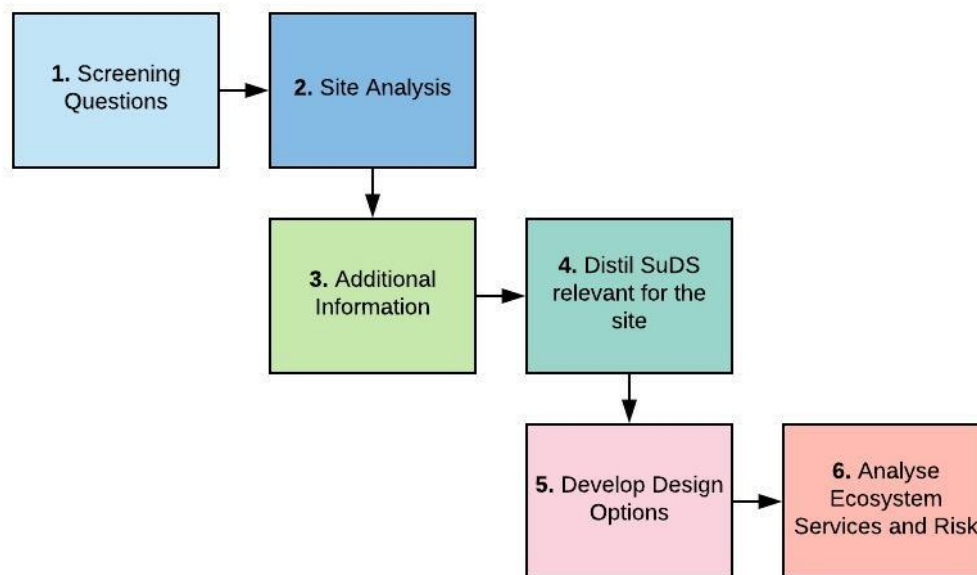 1. Screening
Questions
2. Site Analysis
3. Additional
Information
4. Distil SuDS
relevant for the
site
5. Develop Design
Options
6. Analyse
Ecosystem
Services and Risk